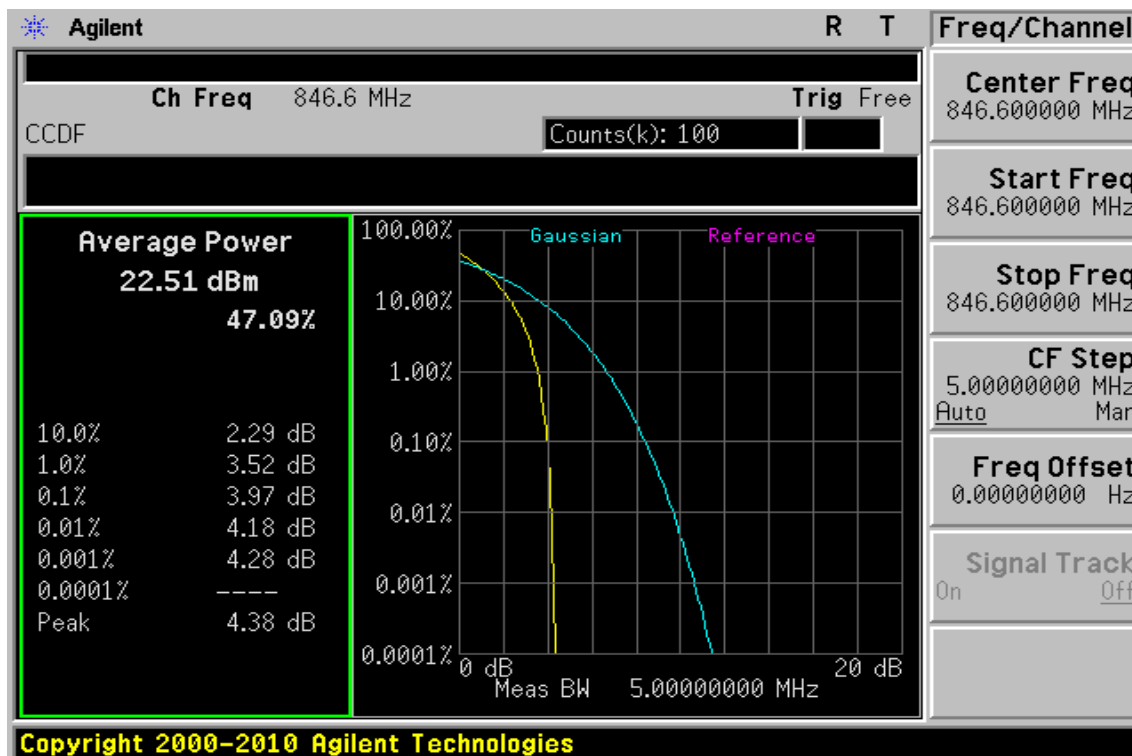 Agilent R T
Ch Freq 846.6 MHz Trig Free
CCDF Counts(k): 100
Average Power
22.51 dBm
47.09%
10.0% 2.29 dB
1.0% 3.52 dB
0.1% 3.97 dB
0.01% 4.18 dB
0.001% 4.28 dB
0.0001% ----
Peak 4.38 dB
Gaussian Reference
100.00%
10.00%
1.00%
0.10%
0.01%
0.001%
0.0001%
0 dB 20 dB
Meas BW 5.00000000 MHz
Freq/Channel
Center Freq
846.600000 MHz
Start Freq
846.600000 MHz
Stop Freq
846.600000 MHz
CF Step
5.00000000 MHz
Auto Man
Freq Offset
0.00000000 Hz
Signal Track
On Off
Copyright 2000-2010 Agilent Technologies